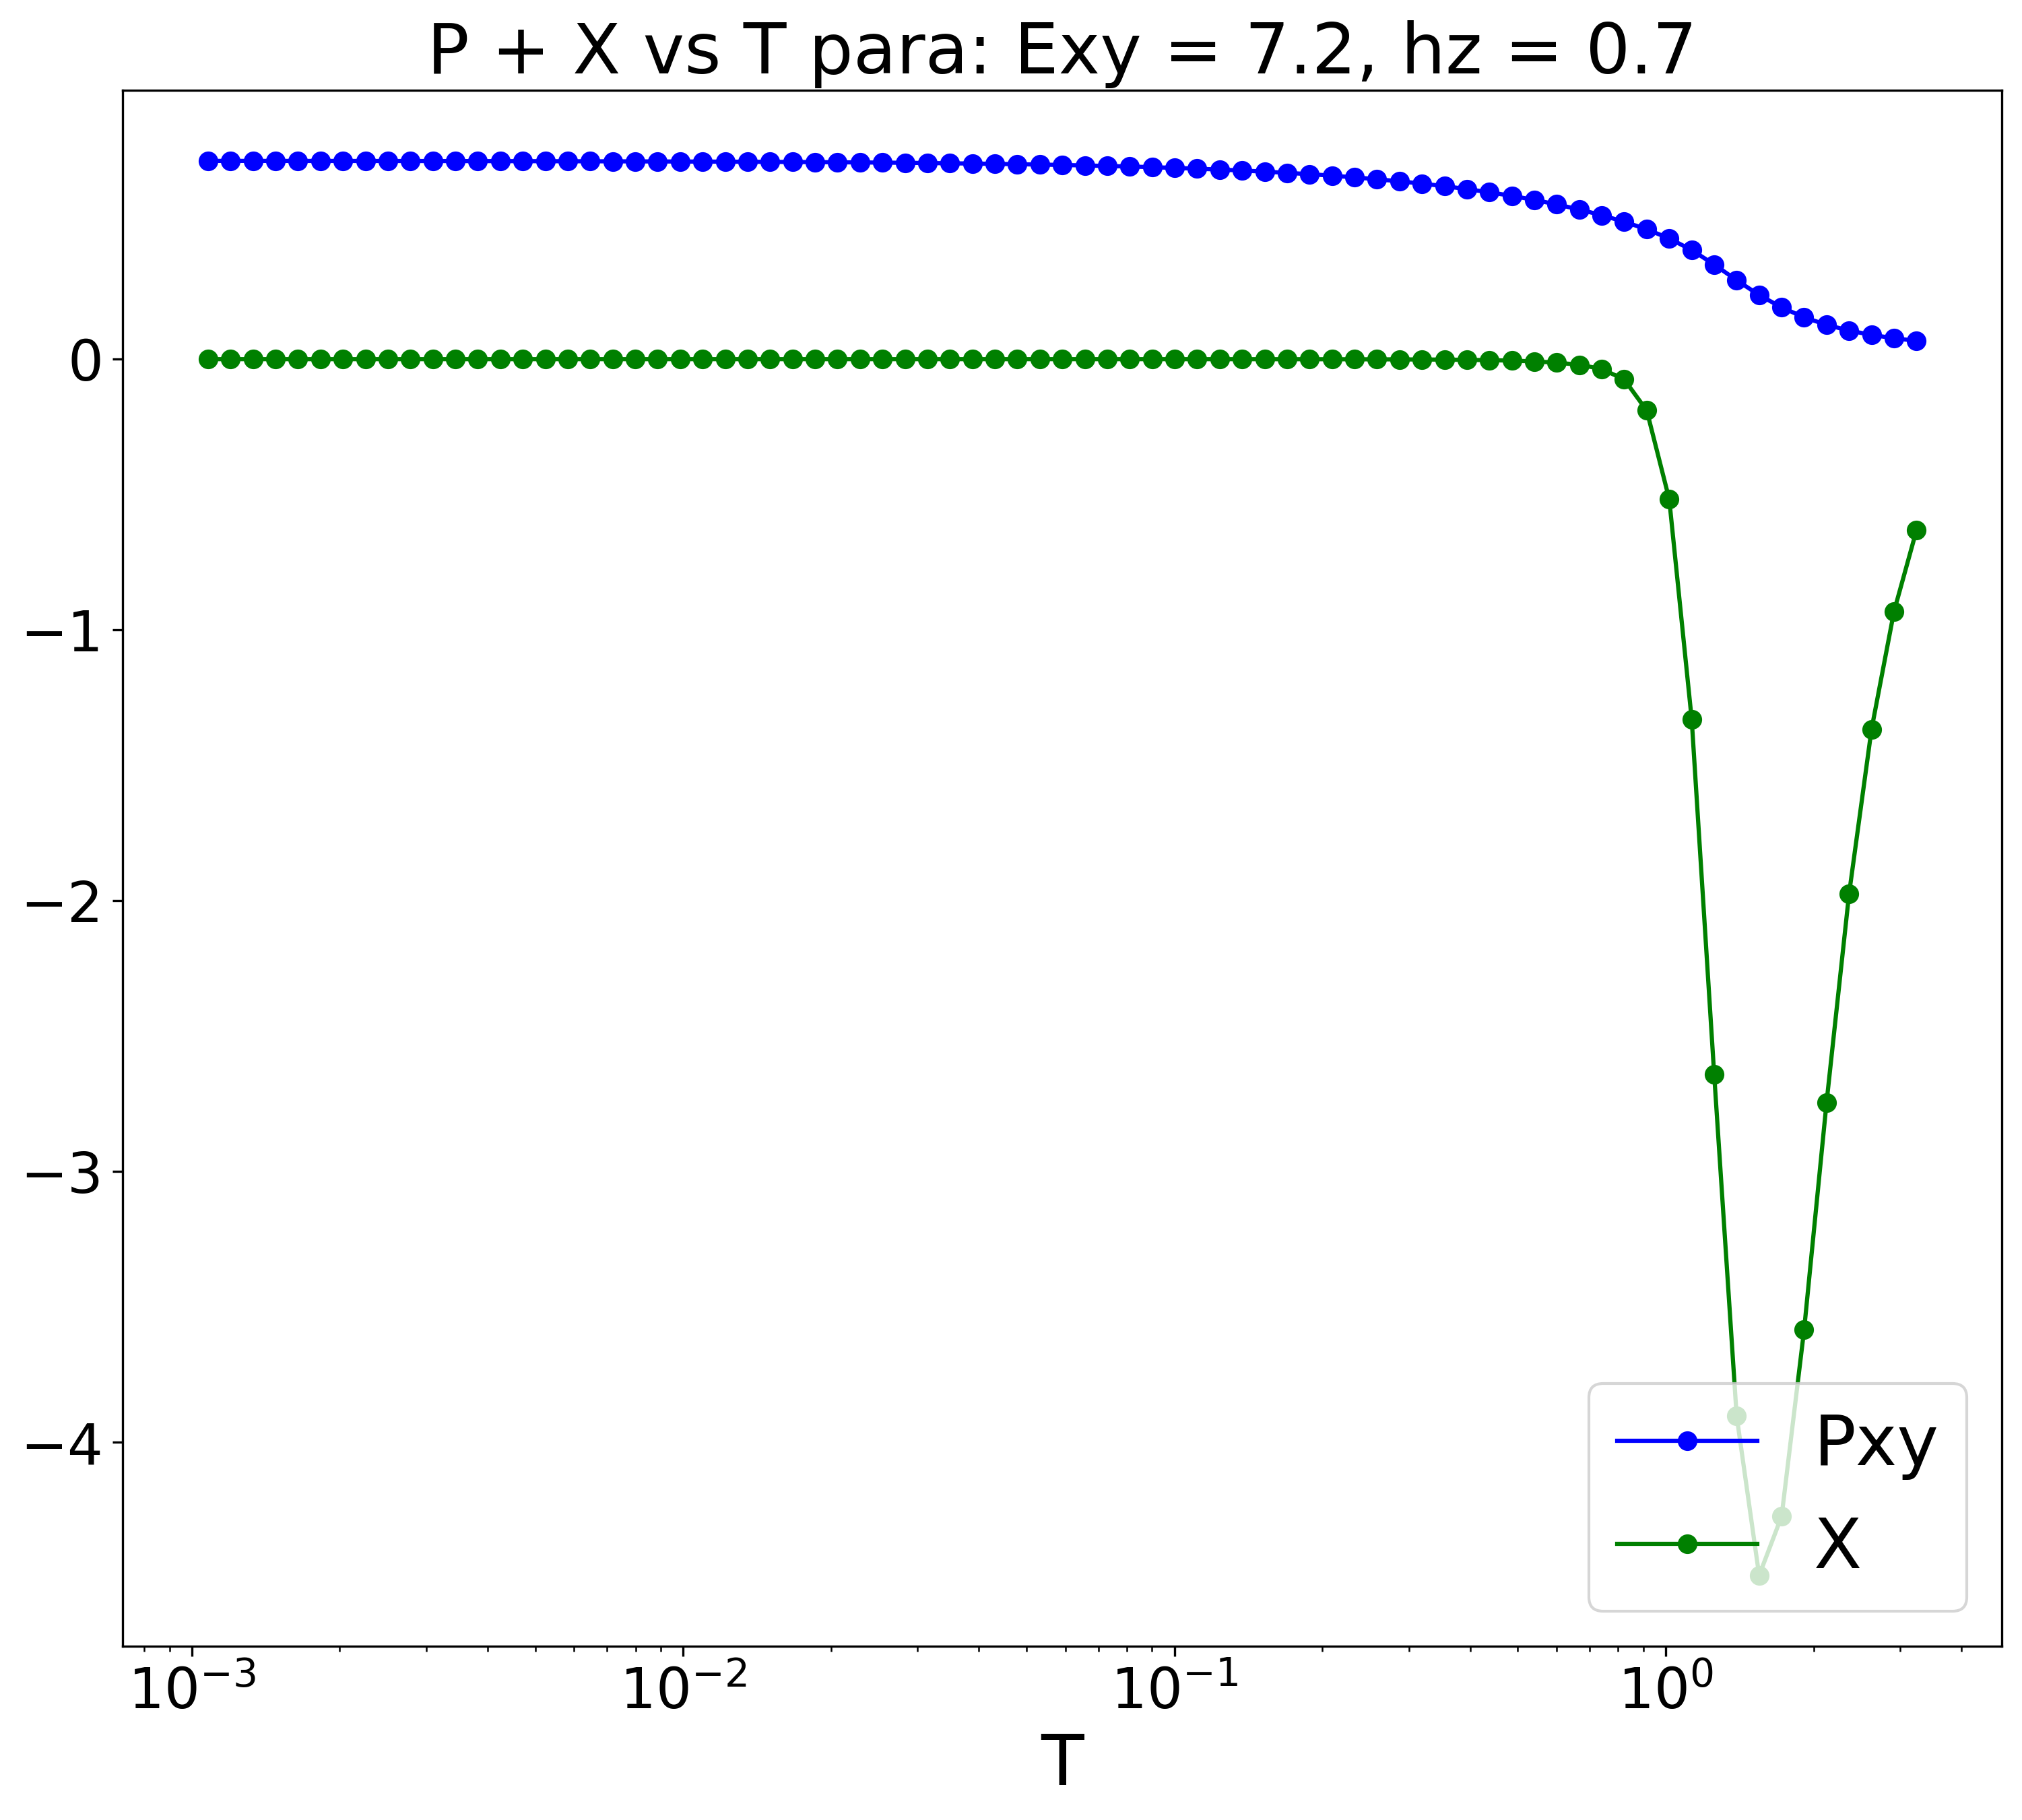 P + X vs T para: Exy = 7.2, hz = 0.7
0
−1
−2
−3
−4
Pxy
X
10⁻³ 10⁻² 10⁻¹ 10⁰
T